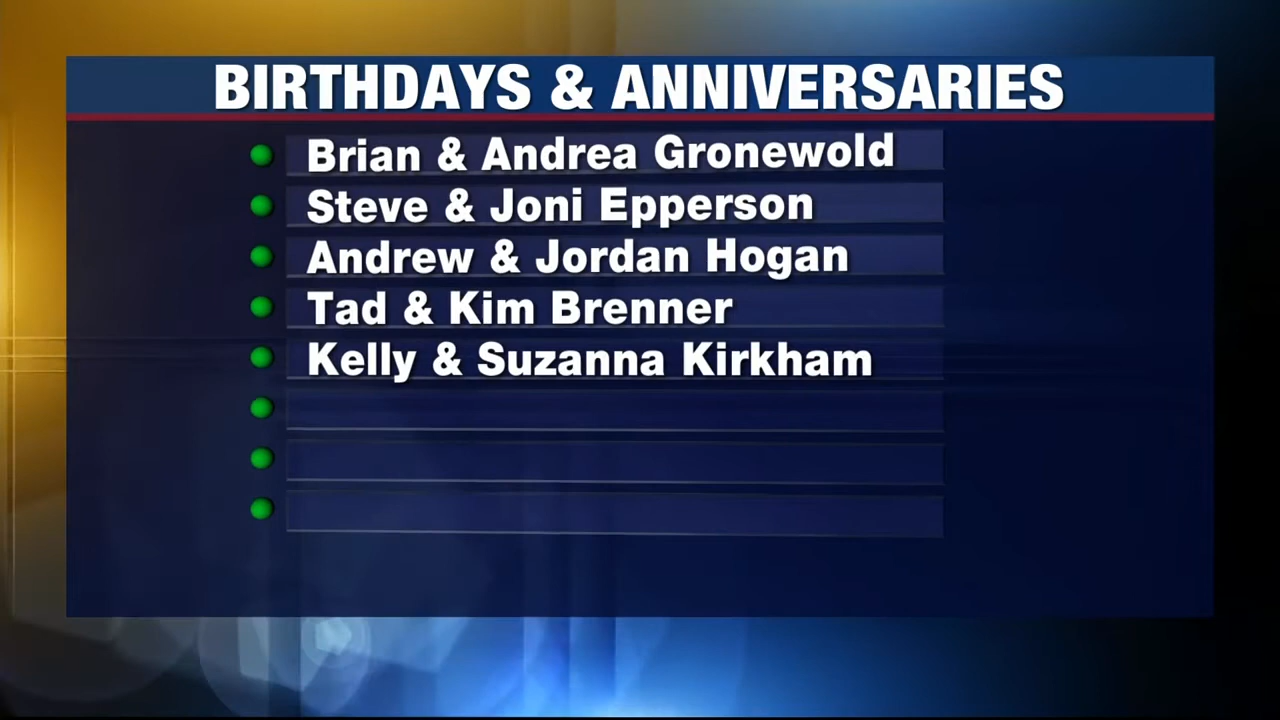 BIRTHDAYS & ANNIVERSARIES
Brian & Andrea Gronewold
Steve & Joni Epperson
Andrew & Jordan Hogan
Tad & Kim Brenner
Kelly & Suzanna Kirkham